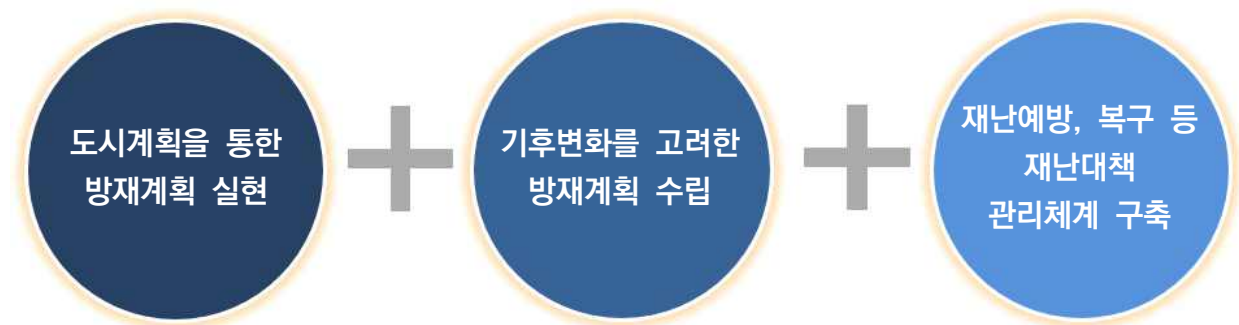 도시계획을 통한
방재계획 실현
기후변화를 고려한
방재계획 수립
재난예방, 복구 등
재난대책
관리체계 구축